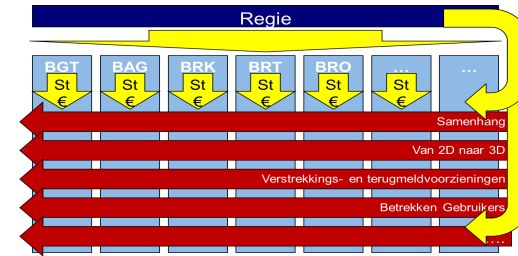 Regie
BGT BAG BRK BRT BRO ... ...
St St St St St St
€ € € € € €
Samenhang
Van 2D naar 3D
Verstrekkings- en terugmeldvoorzieningen
Betrekken Gebruikers
....